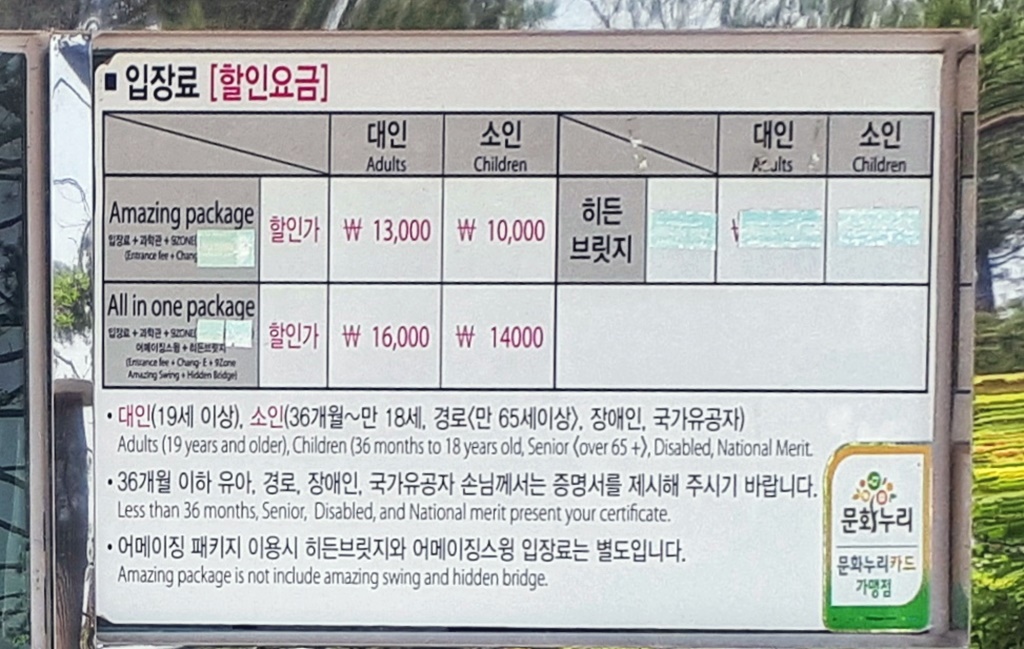 ■ 입장료 [할인요금]
대인 소인 대인 소인
Adults Children Adults Children
Amazing package 할인가 ₩ 13,000 ₩ 10,000 히든 브릿지
입장료 + 과학관 + 9ZONE
(Entrance fee + Chang
All in one package 할인가 ₩ 16,000 ₩ 14000
입장료 + 과학관 + 9ZONE
어메이징스윙 + 히든브릿지
(Entrance fee + Chang- E + 9Zone
Amazing Swing + Hidden Bridge)
• 대인(19세 이상), 소인(36개월~만 18세, 경로〈만 65세이상〉, 장애인, 국가유공자)
Adults (19 years and older), Children (36 months to 18 years old, Senior 〈over 65 +〉, Disabled, National Merit.
• 36개월 이하 유아, 경로, 장애인, 국가유공자 손님께서는 증명서를 제시해 주시기 바랍니다.
Less than 36 months, Senior, Disabled, and National merit present your certificate.
• 어메이징 패키지 이용시 히든브릿지와 어메이징스윙 입장료는 별도입니다.
Amazing package is not include amazing swing and hidden bridge.
문화누리
문화누리카드
가맹점